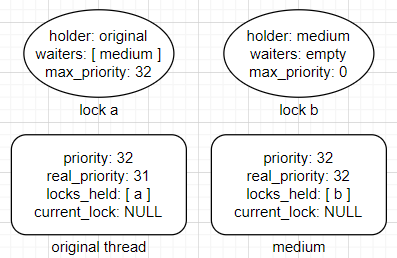 holder: original
waiters: [ medium ]
max_priority: 32
lock a
holder: medium
waiters: empty
max_priority: 0
lock b
priority: 32
real_priority: 31
locks_held: [ a ]
current_lock: NULL
original thread
priority: 32
real_priority: 32
locks_held: [ b ]
current_lock: NULL
medium